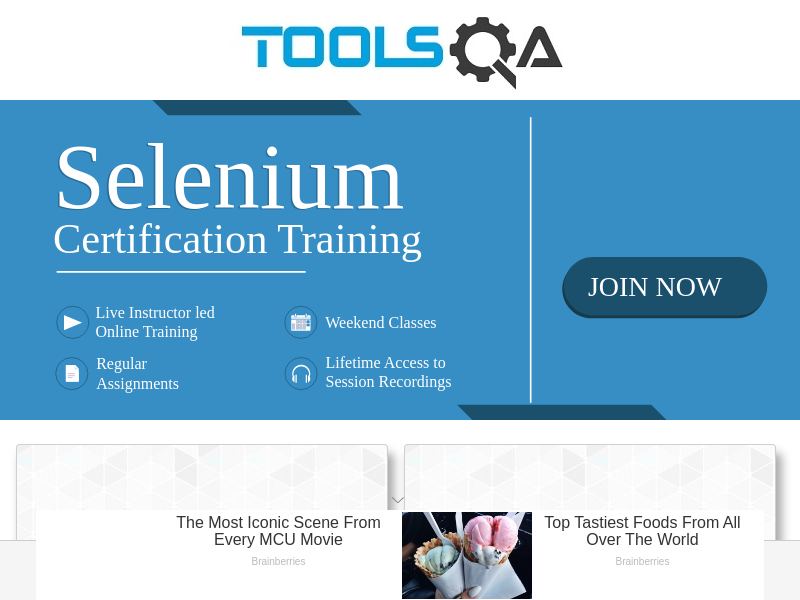 TOOLSQA
Selenium
Certification Training
JOIN NOW
Live Instructor led
Online Training
Weekend Classes
Regular
Assignments
Lifetime Access to
Session Recordings
The Most Iconic Scene From
Every MCU Movie
Brainberries
Top Tastiest Foods From All
Over The World
Brainberries